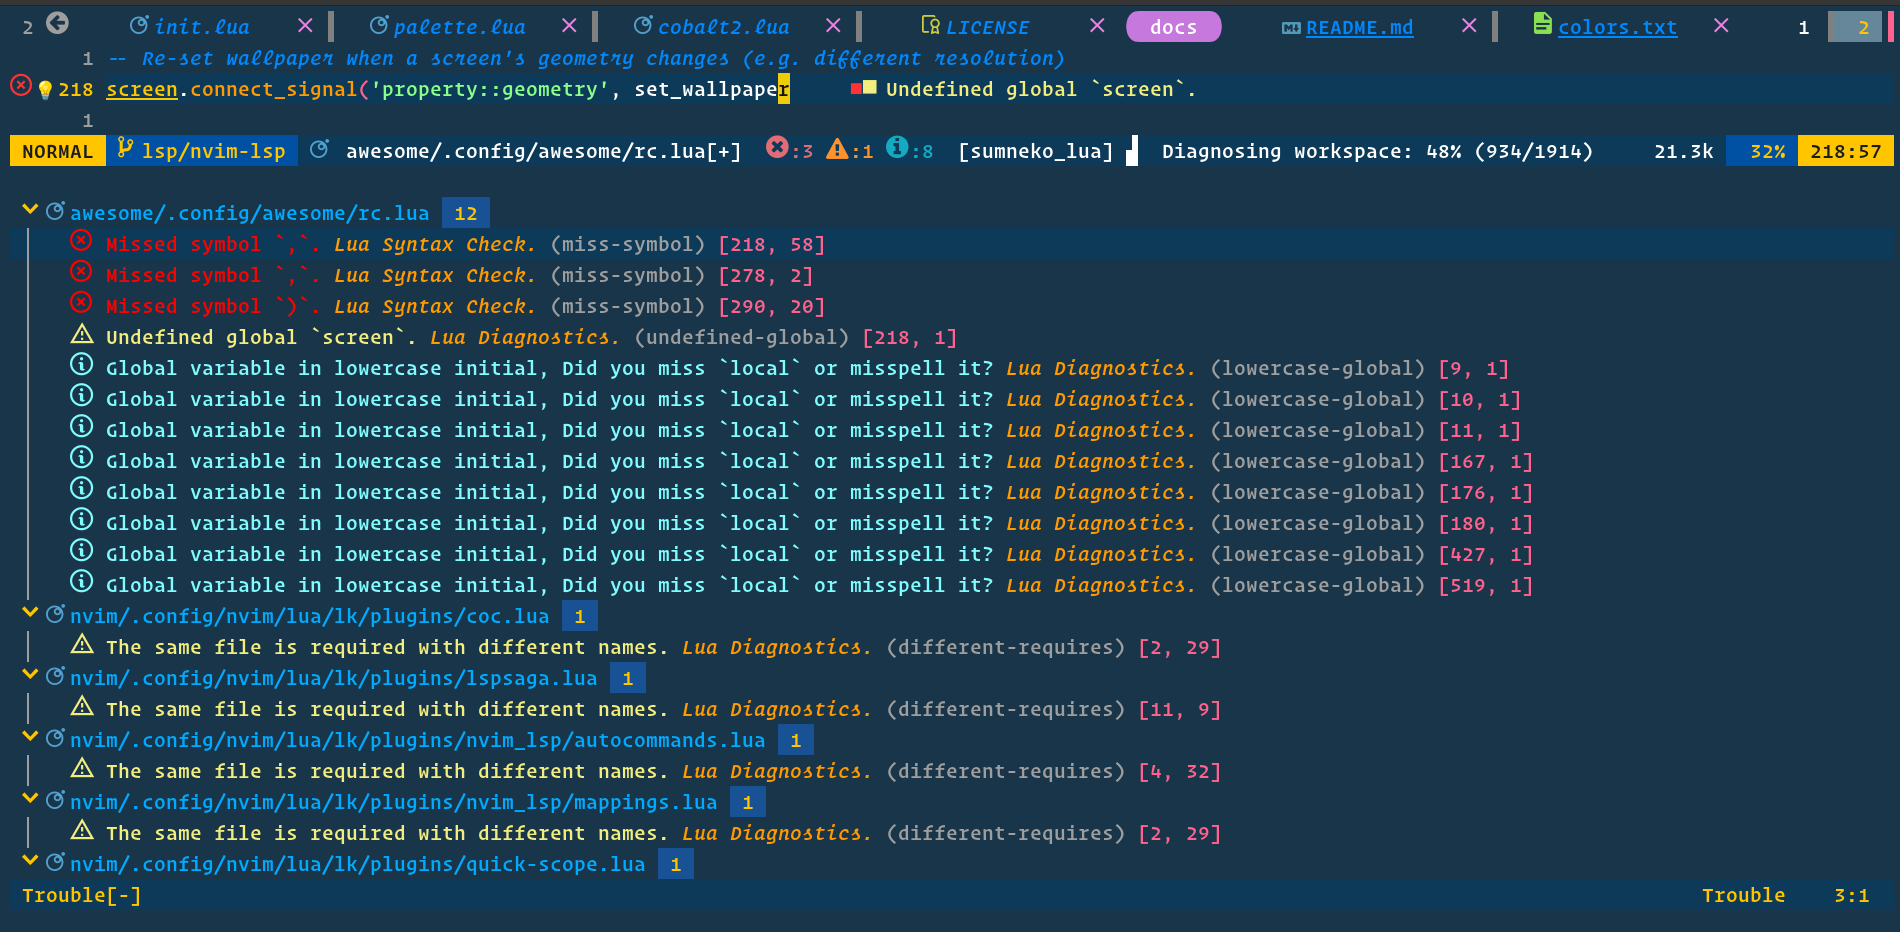 2 init.lua palette.lua cobalt2.lua LICENSE docs README.md colors.txt 1 2
1 -- Re-set wallpaper when a screen's geometry changes (e.g. different resolution)
218 screen.connect_signal('property::geometry', set_wallpaper Undefined global `screen`.
1
NORMAL lsp/nvim-lsp awesome/.config/awesome/rc.lua[+] :3 :1 :8 [sumneko_lua] Diagnosing workspace: 48% (934/1914) 21.3k 32% 218:57
awesome/.config/awesome/rc.lua 12
Missed symbol `,`. Lua Syntax Check. (miss-symbol) [218, 58]
Missed symbol `,`. Lua Syntax Check. (miss-symbol) [278, 2]
Missed symbol `)`. Lua Syntax Check. (miss-symbol) [290, 20]
Undefined global `screen`. Lua Diagnostics. (undefined-global) [218, 1]
Global variable in lowercase initial, Did you miss `local` or misspell it? Lua Diagnostics. (lowercase-global) [9, 1]
Global variable in lowercase initial, Did you miss `local` or misspell it? Lua Diagnostics. (lowercase-global) [10, 1]
Global variable in lowercase initial, Did you miss `local` or misspell it? Lua Diagnostics. (lowercase-global) [11, 1]
Global variable in lowercase initial, Did you miss `local` or misspell it? Lua Diagnostics. (lowercase-global) [167, 1]
Global variable in lowercase initial, Did you miss `local` or misspell it? Lua Diagnostics. (lowercase-global) [176, 1]
Global variable in lowercase initial, Did you miss `local` or misspell it? Lua Diagnostics. (lowercase-global) [180, 1]
Global variable in lowercase initial, Did you miss `local` or misspell it? Lua Diagnostics. (lowercase-global) [427, 1]
Global variable in lowercase initial, Did you miss `local` or misspell it? Lua Diagnostics. (lowercase-global) [519, 1]
nvim/.config/nvim/lua/lk/plugins/coc.lua 1
The same file is required with different names. Lua Diagnostics. (different-requires) [2, 29]
nvim/.config/nvim/lua/lk/plugins/lspsaga.lua 1
The same file is required with different names. Lua Diagnostics. (different-requires) [11, 9]
nvim/.config/nvim/lua/lk/plugins/nvim_lsp/autocommands.lua 1
The same file is required with different names. Lua Diagnostics. (different-requires) [4, 32]
nvim/.config/nvim/lua/lk/plugins/nvim_lsp/mappings.lua 1
The same file is required with different names. Lua Diagnostics. (different-requires) [2, 29]
nvim/.config/nvim/lua/lk/plugins/quick-scope.lua 1
Trouble[-] Trouble 3:1